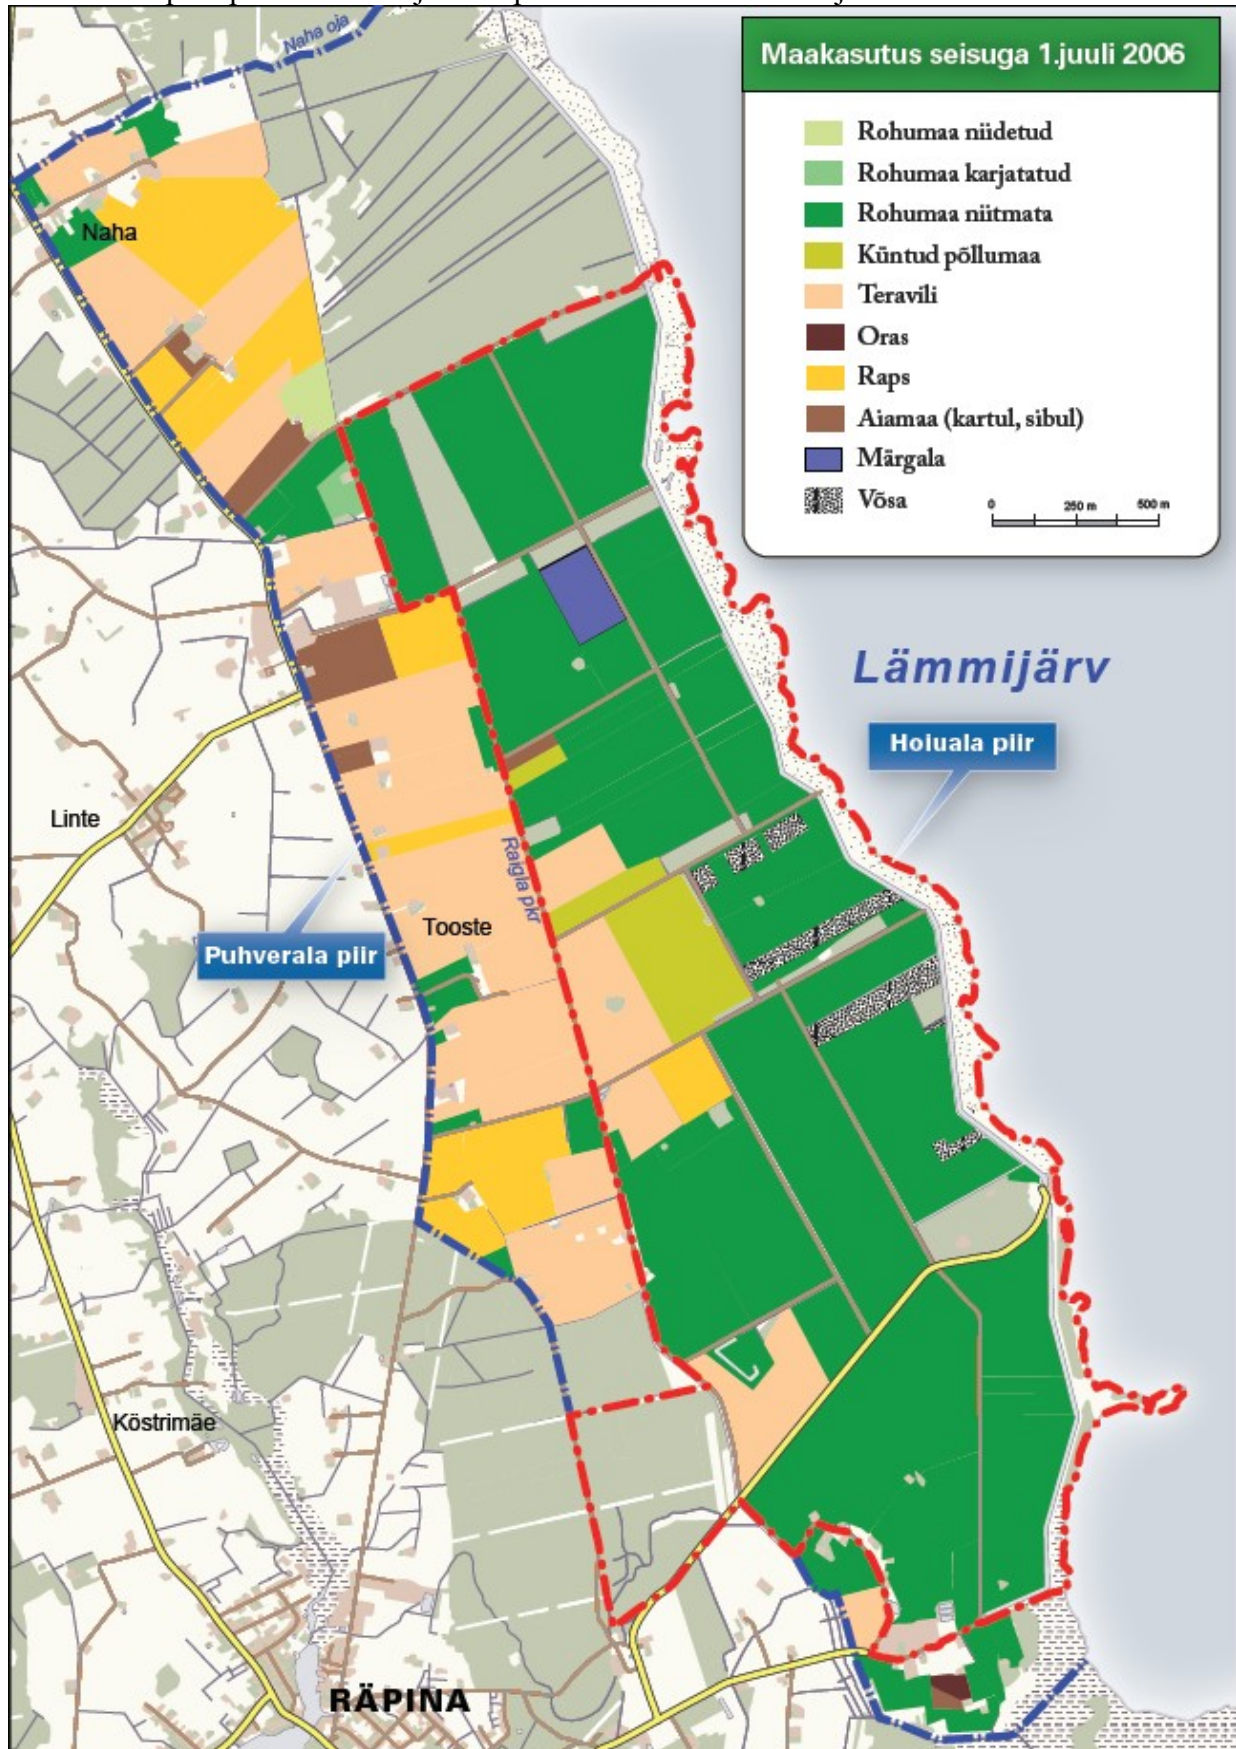 Naha oja
Maakasutus seisuga 1.juuli 2006
Rohumaa niidetud
Rohumaa karjatatud
Rohumaa niitmata
Küntud põllumaa
Teravili
Oras
Raps
Aiamaa (kartul, sibul)
Märgala
Võsa
0 250 m 500 m
Naha
Lämmijärv
Hoiuala piir
Linte
Raigla pkr
Tooste
Puhverala piir
Köstrimäe
RÄPINA